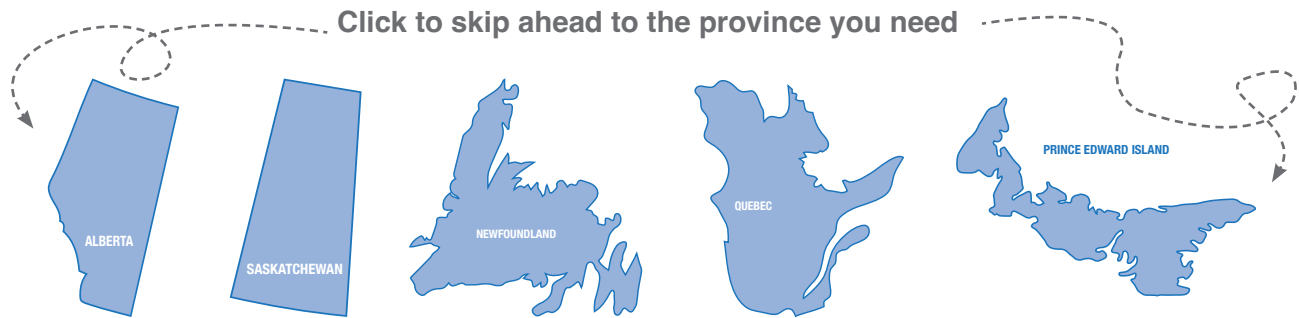 Click to skip ahead to the province you need
PRINCE EDWARD ISLAND
QUEBEC
NEWFOUNDLAND
ALBERTA
SASKATCHEWAN